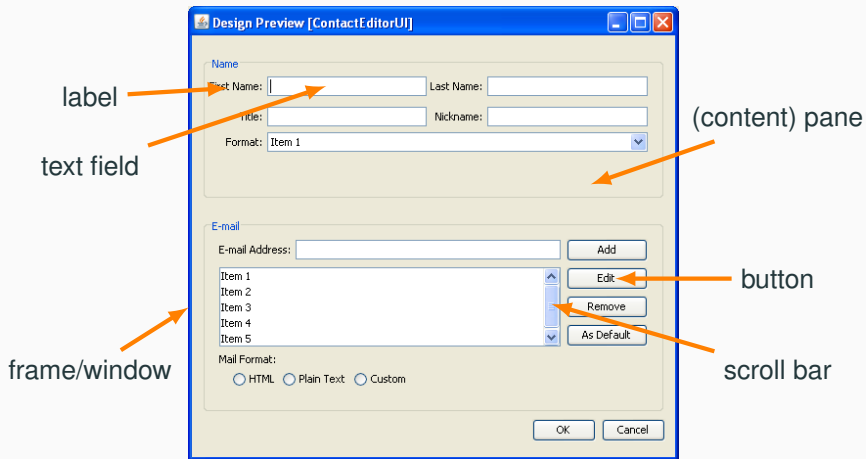 Design Preview [ContactEditorUI]
Name
First Name:
Last Name:
label
Title:
Nickname:
(content) pane
Format: Item 1
text field
E-mail
E-mail Address:
Add
Item 1
Edit
button
Item 2
Item 3
Remove
Item 4
Item 5
As Default
Mail Format:
frame/window
scroll bar
HTML Plain Text Custom
OK Cancel